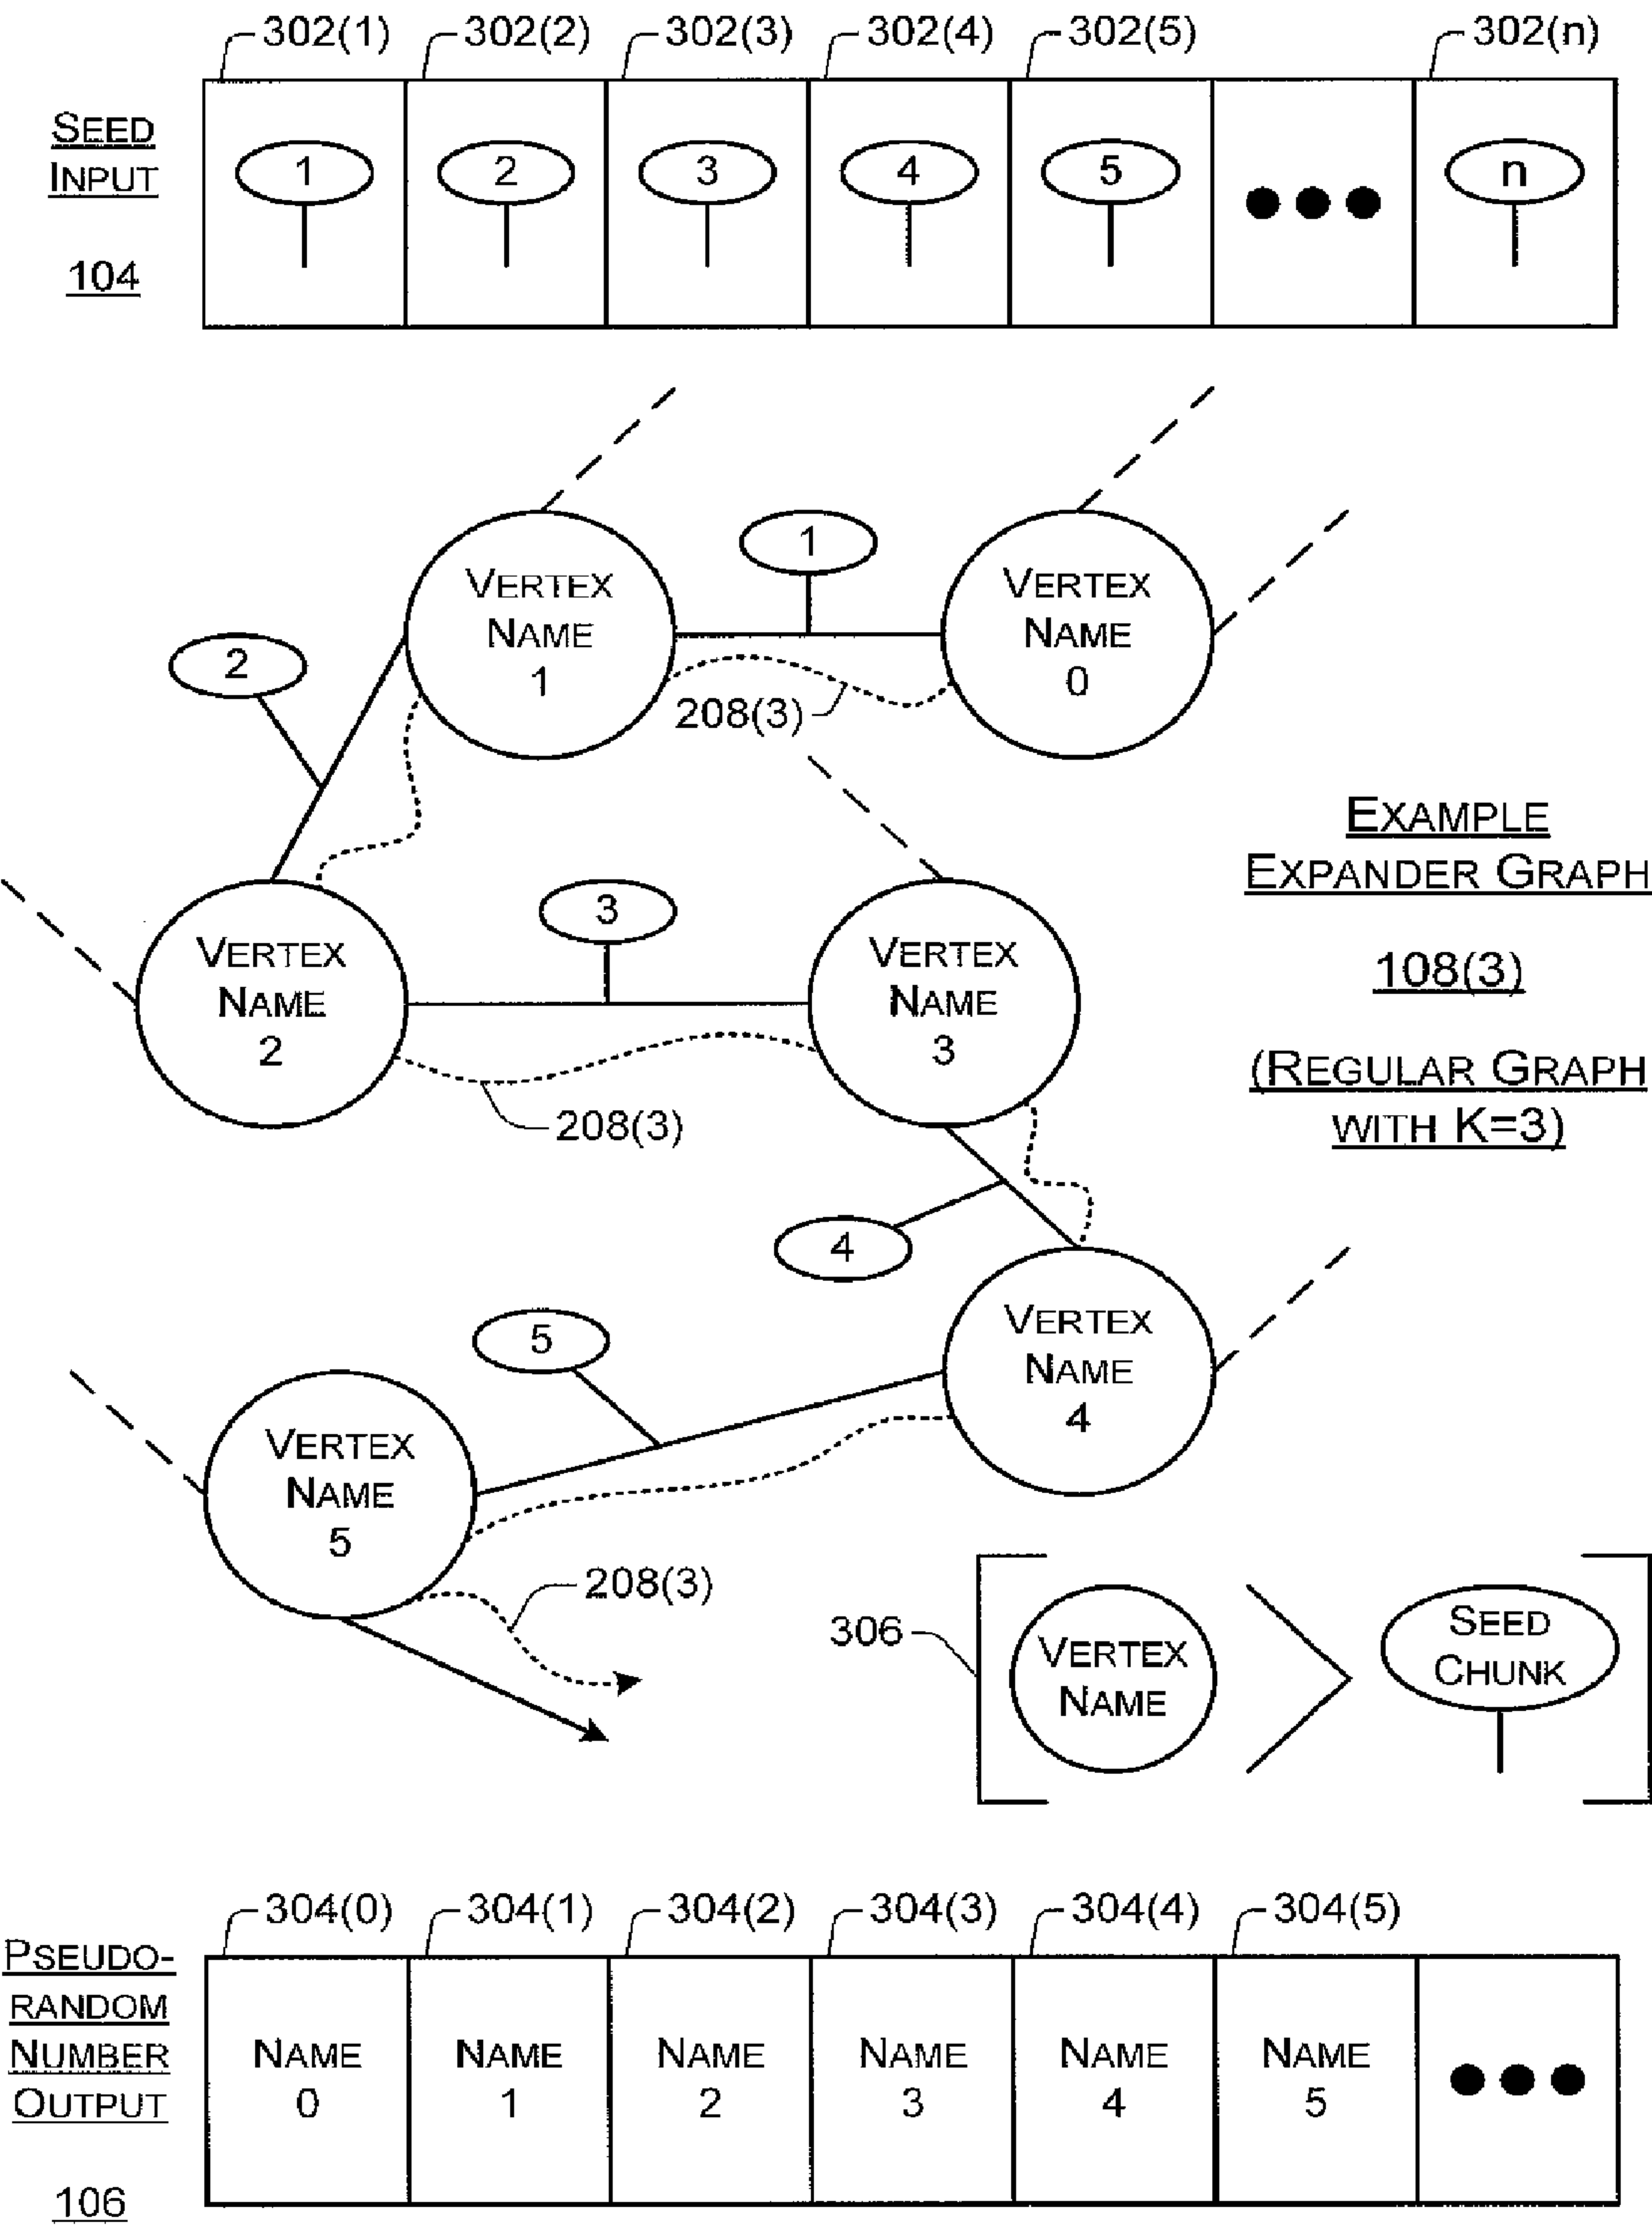 302(1) 302(2) 302(3) 302(4) 302(5) 302(n)
SEED
INPUT
104
1 2 3 4 5 n
1
VERTEX
NAME
1
VERTEX
NAME
0
2
208(3)
EXAMPLE
EXPANDER GRAPH
108(3)
(REGULAR GRAPH
WITH K=3)
3
VERTEX
NAME
2
VERTEX
NAME
3
208(3)
4
5
VERTEX
NAME
4
VERTEX
NAME
5
208(3)
306
VERTEX
NAME
>
SEED
CHUNK
304(0) 304(1) 304(2) 304(3) 304(4) 304(5)
PSEUDO-
RANDOM
NUMBER
OUTPUT
106
NAME
0
NAME
1
NAME
2
NAME
3
NAME
4
NAME
5